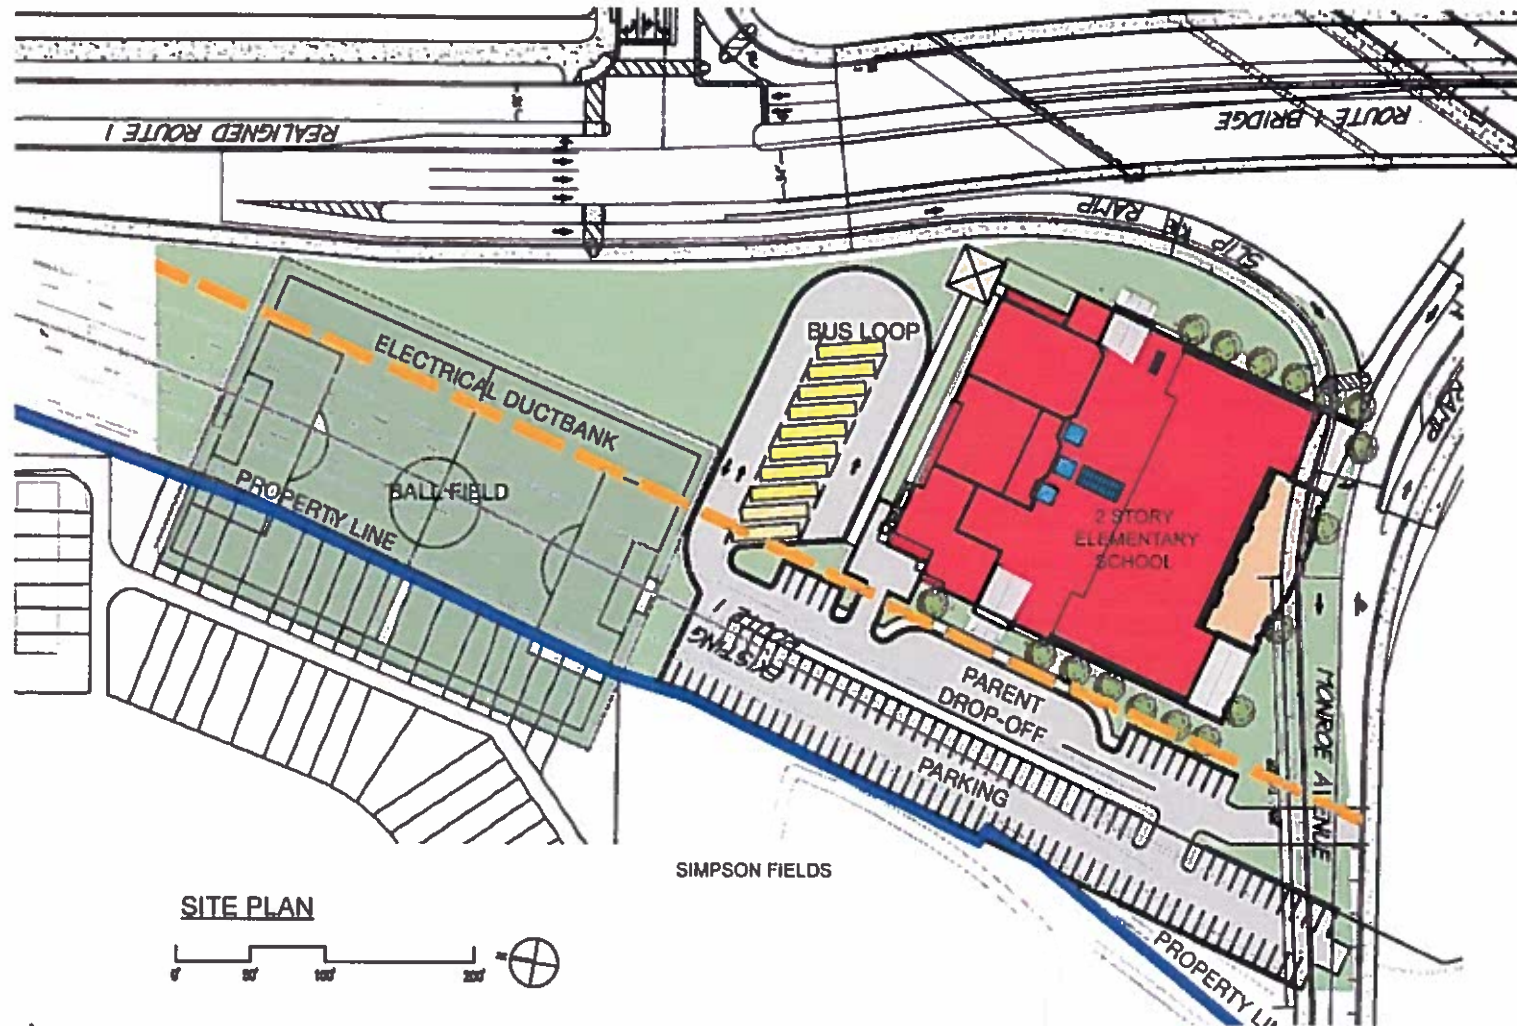 REALIGNED ROUTE 1
ROUTE 1 BRIDGE
SLIP RAMP
RAMP
BUS LOOP
ELECTRICAL DUCTBANK
BALL FIELD
PROPERTY LINE
2 STORY
ELEMENTARY
SCHOOL
EXISTING ROUTE 1
PARENT
DROP-OFF
PARKING
MONROE AVENUE
SIMPSON FIELDS
PROPERTY LIN
SITE PLAN
0' 50' 100' 200'
N